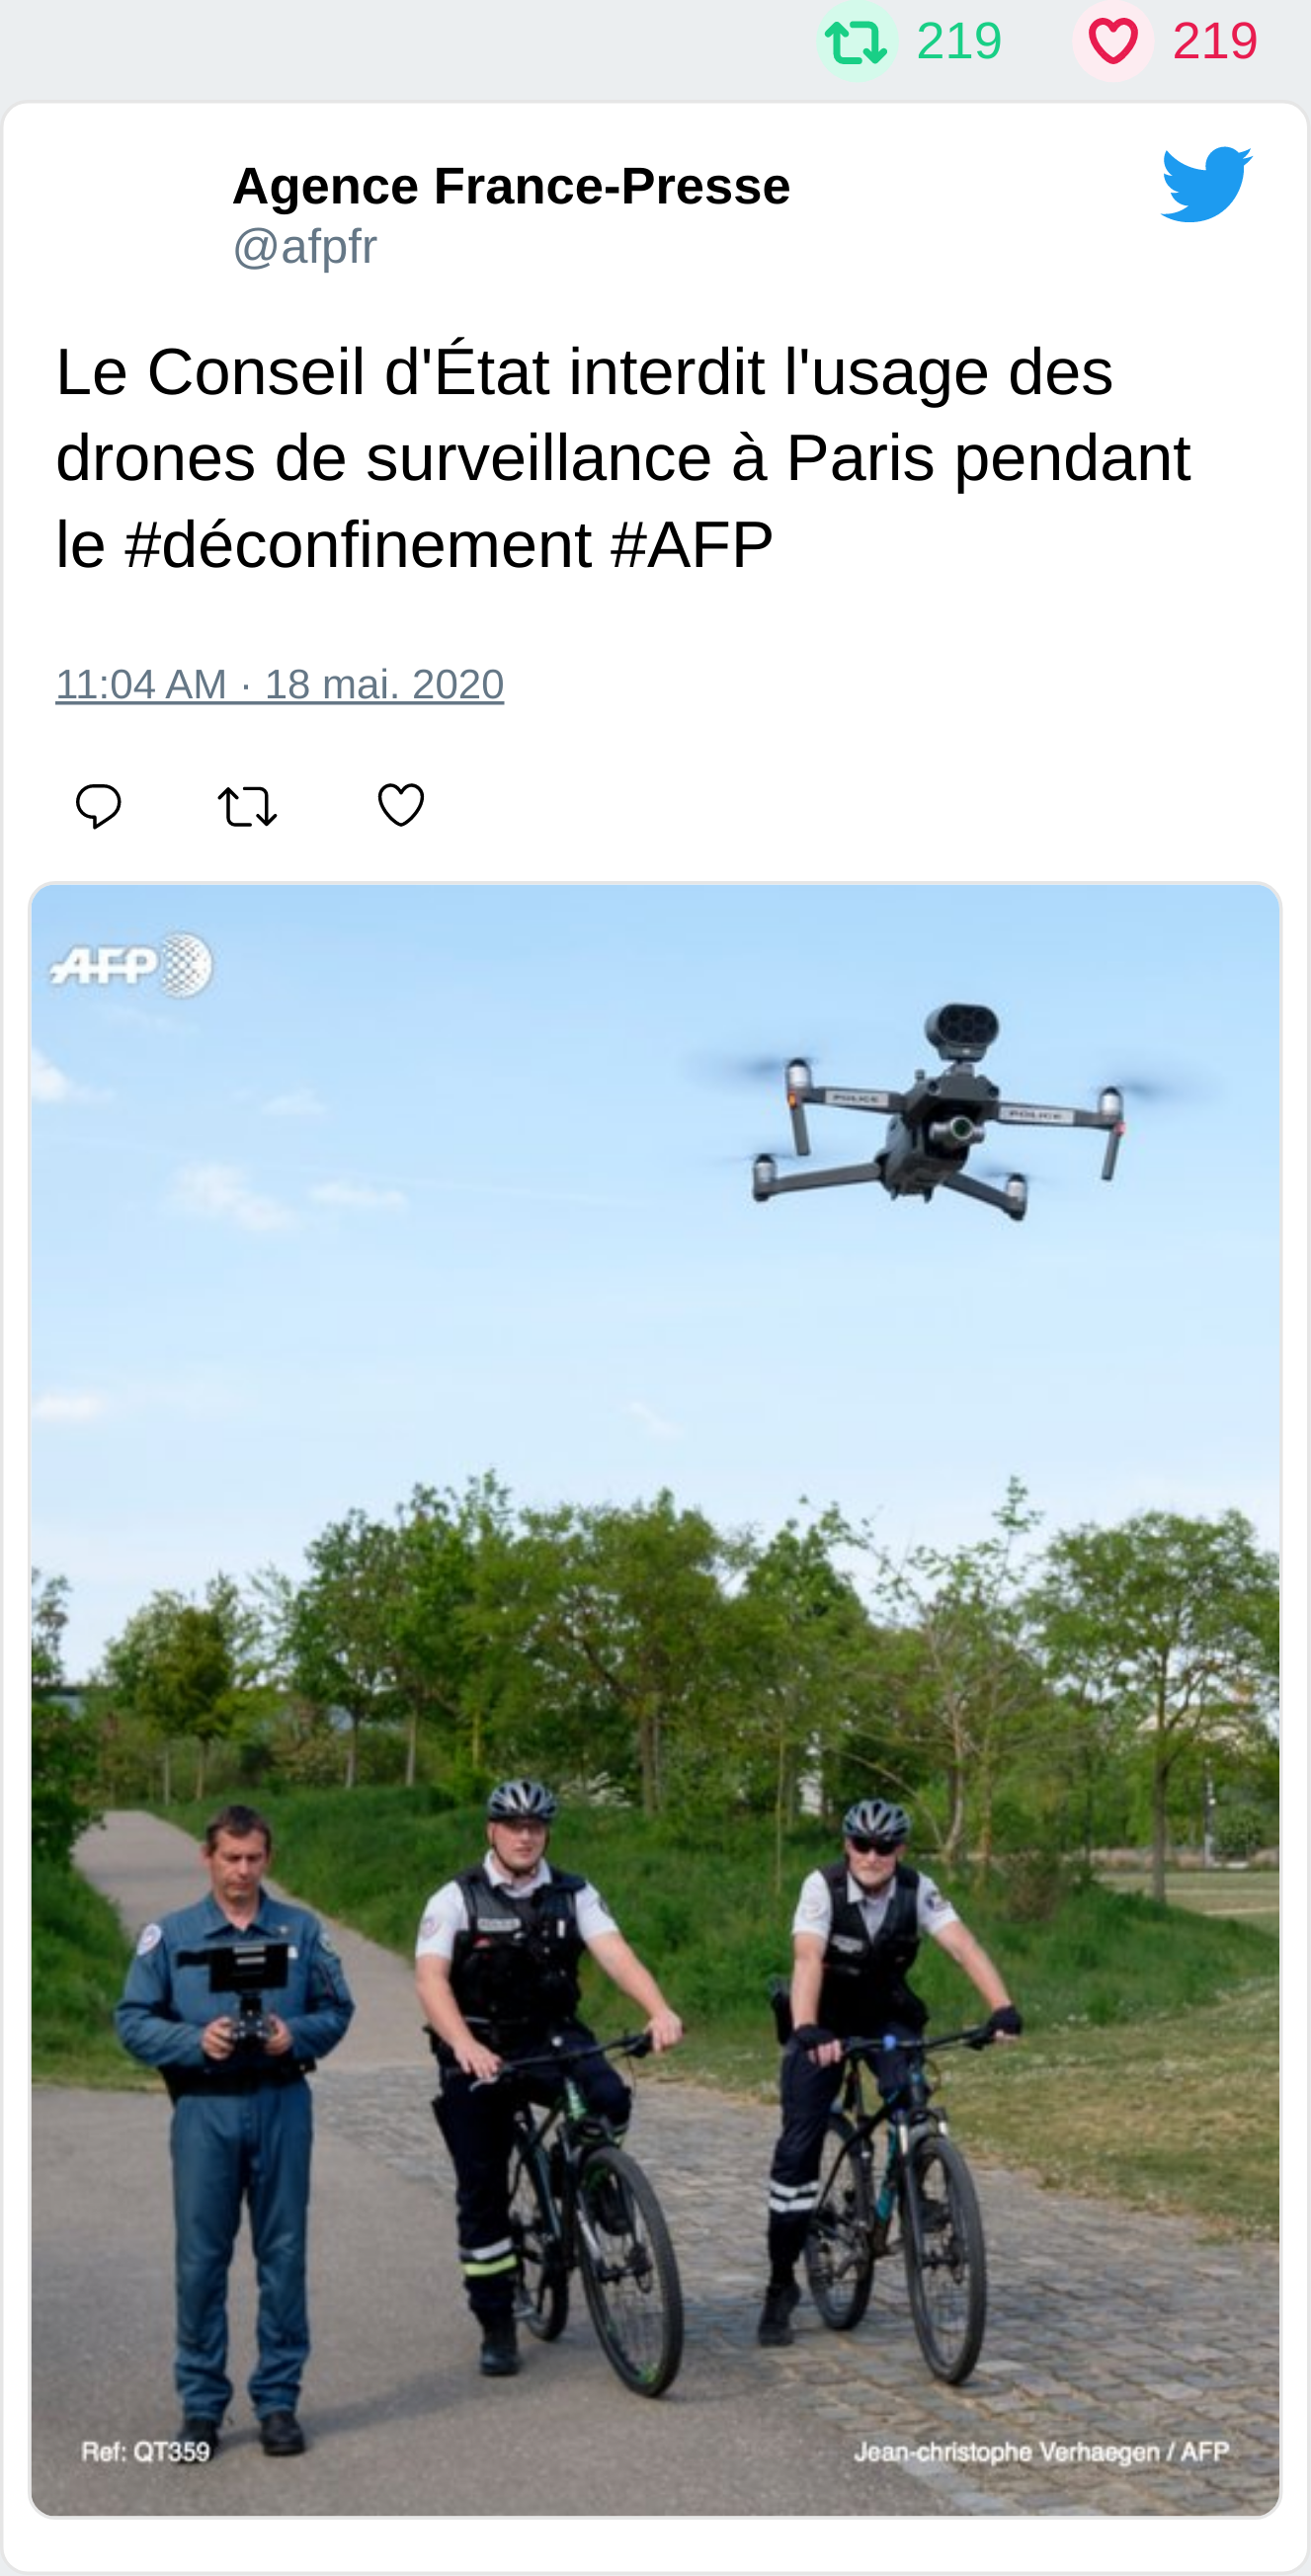 219 219
Agence France-Presse
@afpfr
Le Conseil d'État interdit l'usage des
drones de surveillance à Paris pendant
le #déconfinement #AFP
11:04 AM · 18 mai. 2020
AFP
POLICE POLICE
Ref: QT359
Jean-christophe Verhaegen / AFP